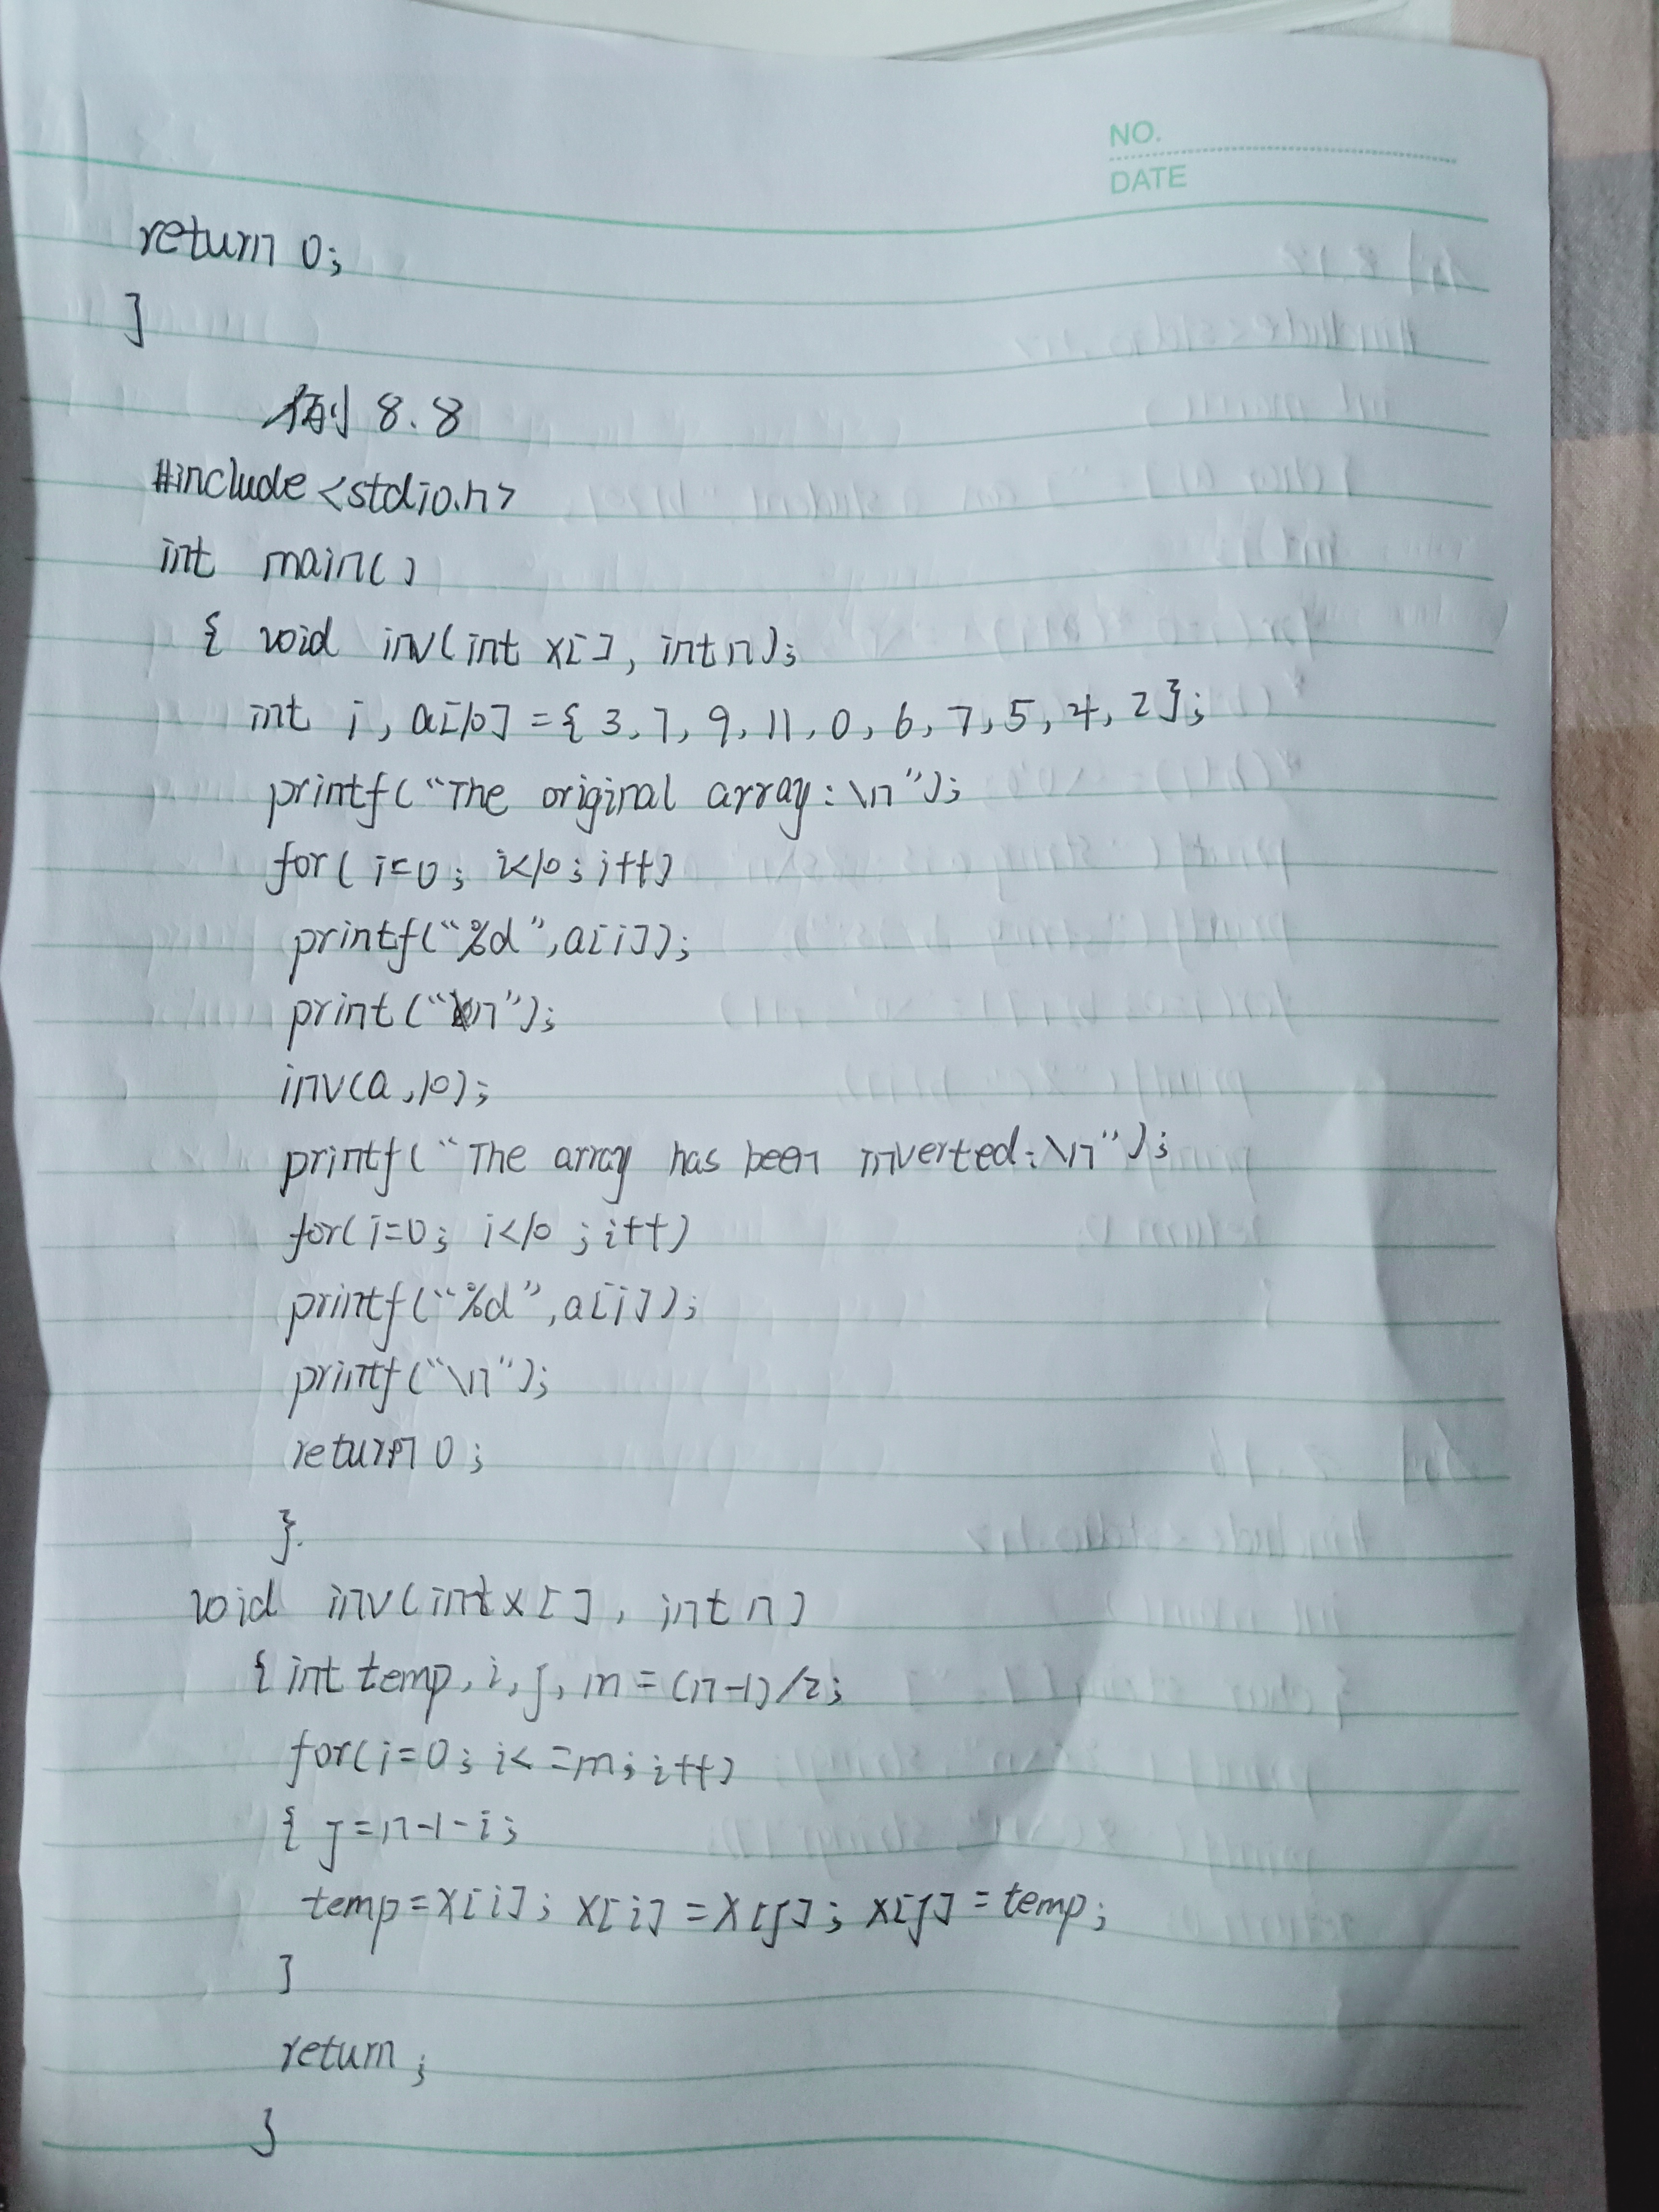 NO.
DATE
return 0;
}
例 8.8
#include <stdio.h>
int main()
{ void inv(int x[], int n);
int i, a[10] = {3, 7, 9, 11, 0, 6, 7, 5, 4, 2};
printf("The original array:\n");
for( i=0; i<10; i++)
printf("%d",a[i]);
print("\n");
inv(a,10);
printf("The array has been inverted:\n");
for(i=0; i<10; i++)
printf("%d",a[i]);
printf("\n");
return 0;
}
void inv(int x[], int n)
{ int temp, i, j, m = (n-1)/2;
for(i=0; i<=m; i++)
{ j=n-1-i;
temp=x[i]; x[i]=x[j]; x[j]=temp;
}
return;
}